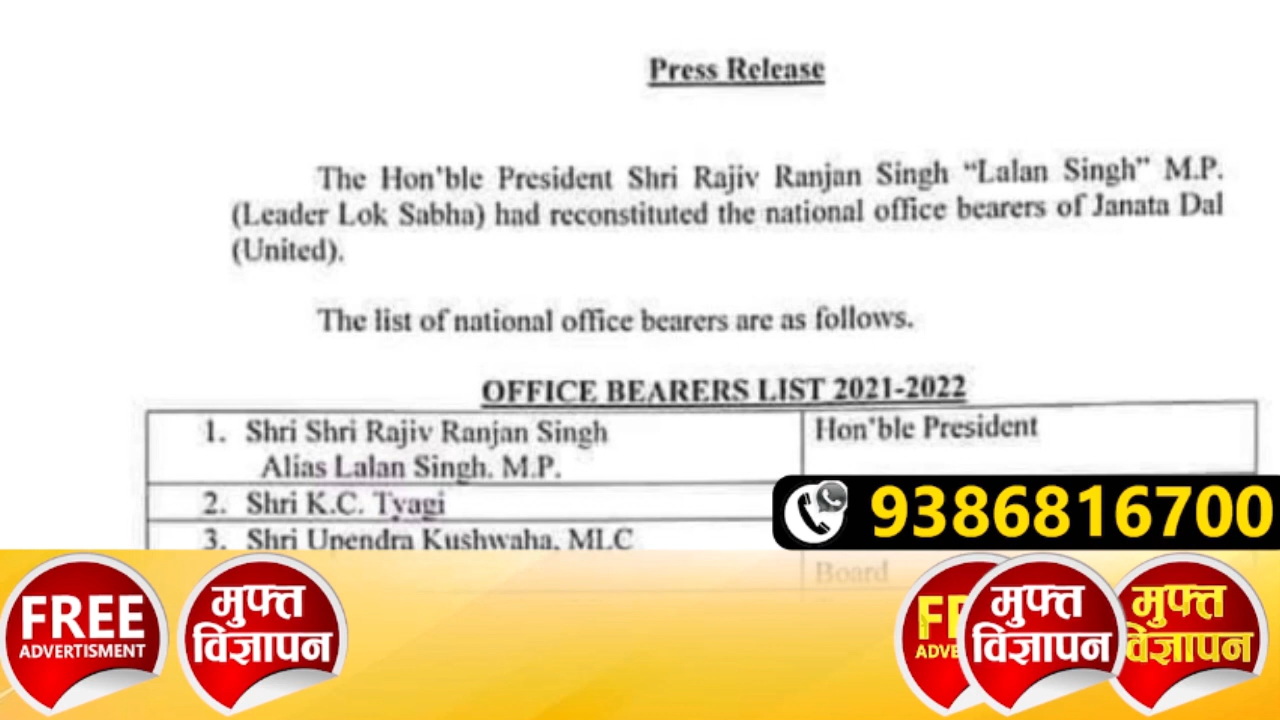 Press Release
The Hon'ble President Shri Rajiv Ranjan Singh “Lalan Singh” M.P.
(Leader Lok Sabha) had reconstituted the national office bearers of Janata Dal
(United).
The list of national office bearers are as follows.
OFFICE BEARERS LIST 2021-2022
1. Shri Shri Rajiv Ranjan Singh
Alias Lalan Singh. M.P.
Hon'ble President
2. Shri K.C. Tyagi
3. Shri Upendra Kushwaha, MLC
Board
9386816700
FREE
ADVERTISMENT
मुफ्त
विज्ञापन
मुफ्त
विज्ञापन
मुफ्त
विज्ञापन